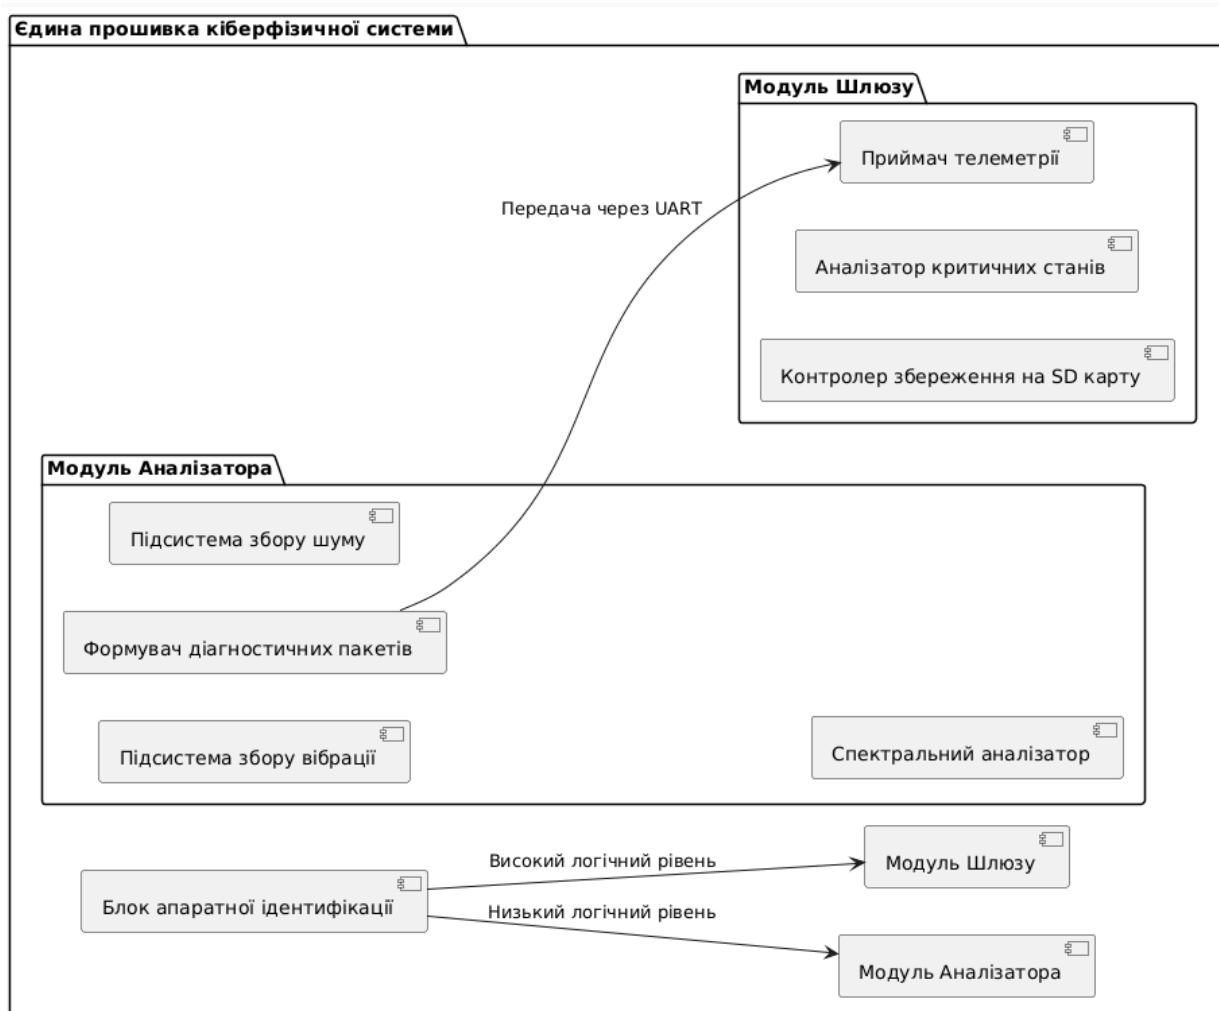 Єдина прошивка кіберфізичної системи
Модуль Шлюзу
Приймач телеметрії
Передача через UART
Аналізатор критичних станів
Контролер збереження на SD карту
Модуль Аналізатора
Підсистема збору шуму
Формувач діагностичних пакетів
Підсистема збору вібрації
Спектральний аналізатор
Високий логічний рівень
Модуль Шлюзу
Блок апаратної ідентифікації
Низький логічний рівень
Модуль Аналізатора